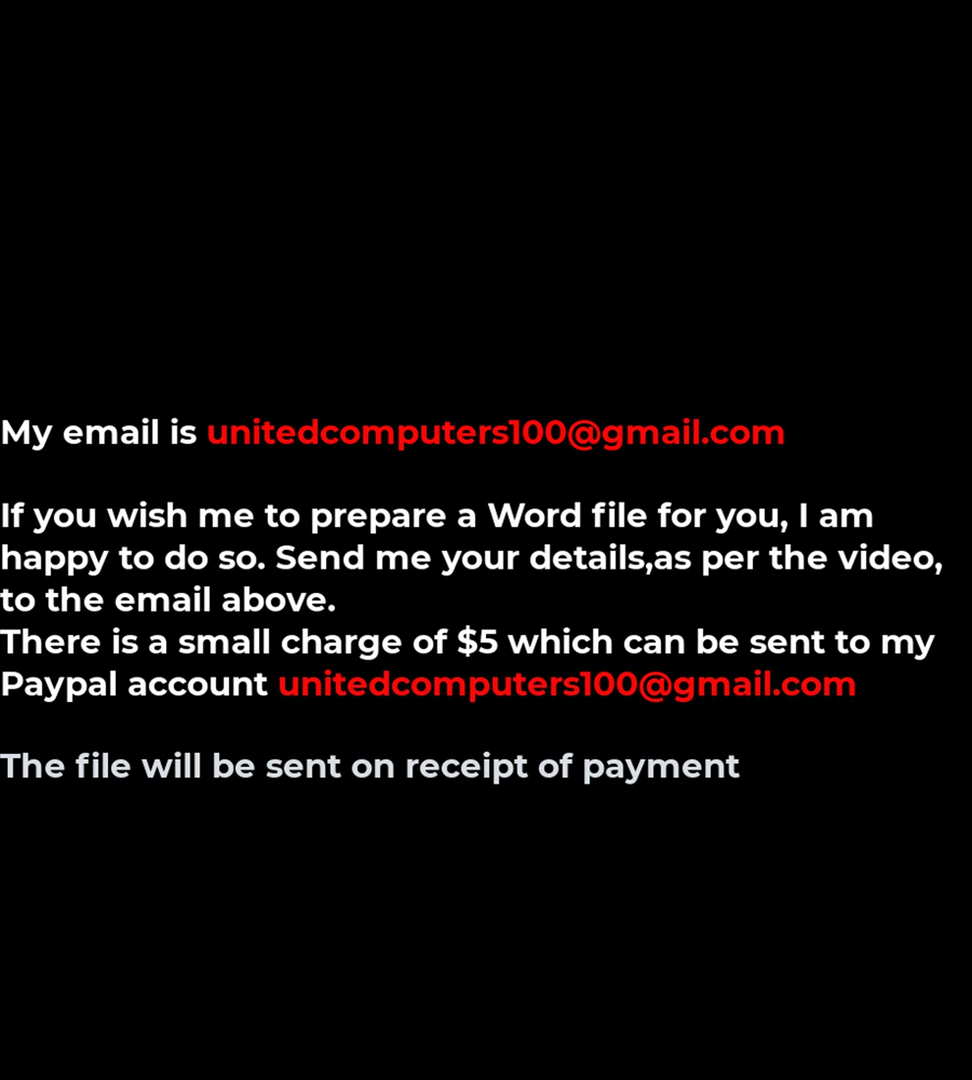 My email is unitedcomputers100@gmail.com
If you wish me to prepare a Word file for you, I am
happy to do so. Send me your details,as per the video,
to the email above.
There is a small charge of $5 which can be sent to my
Paypal account unitedcomputers100@gmail.com
The file will be sent on receipt of payment